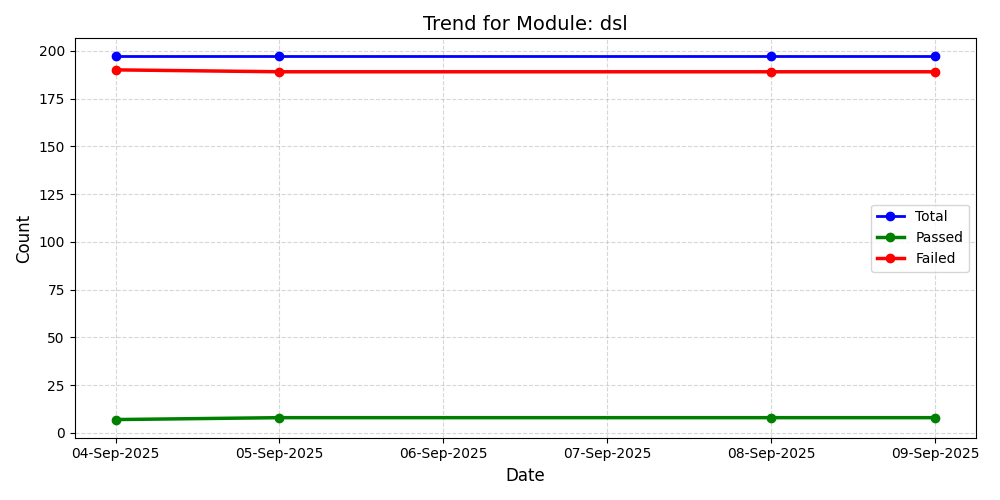 Trend for Module: dsl
200
175
150
125
100
75
50
25
0
Count
Total
Passed
Failed
04-Sep-2025 05-Sep-2025 06-Sep-2025 07-Sep-2025 08-Sep-2025 09-Sep-2025
Date